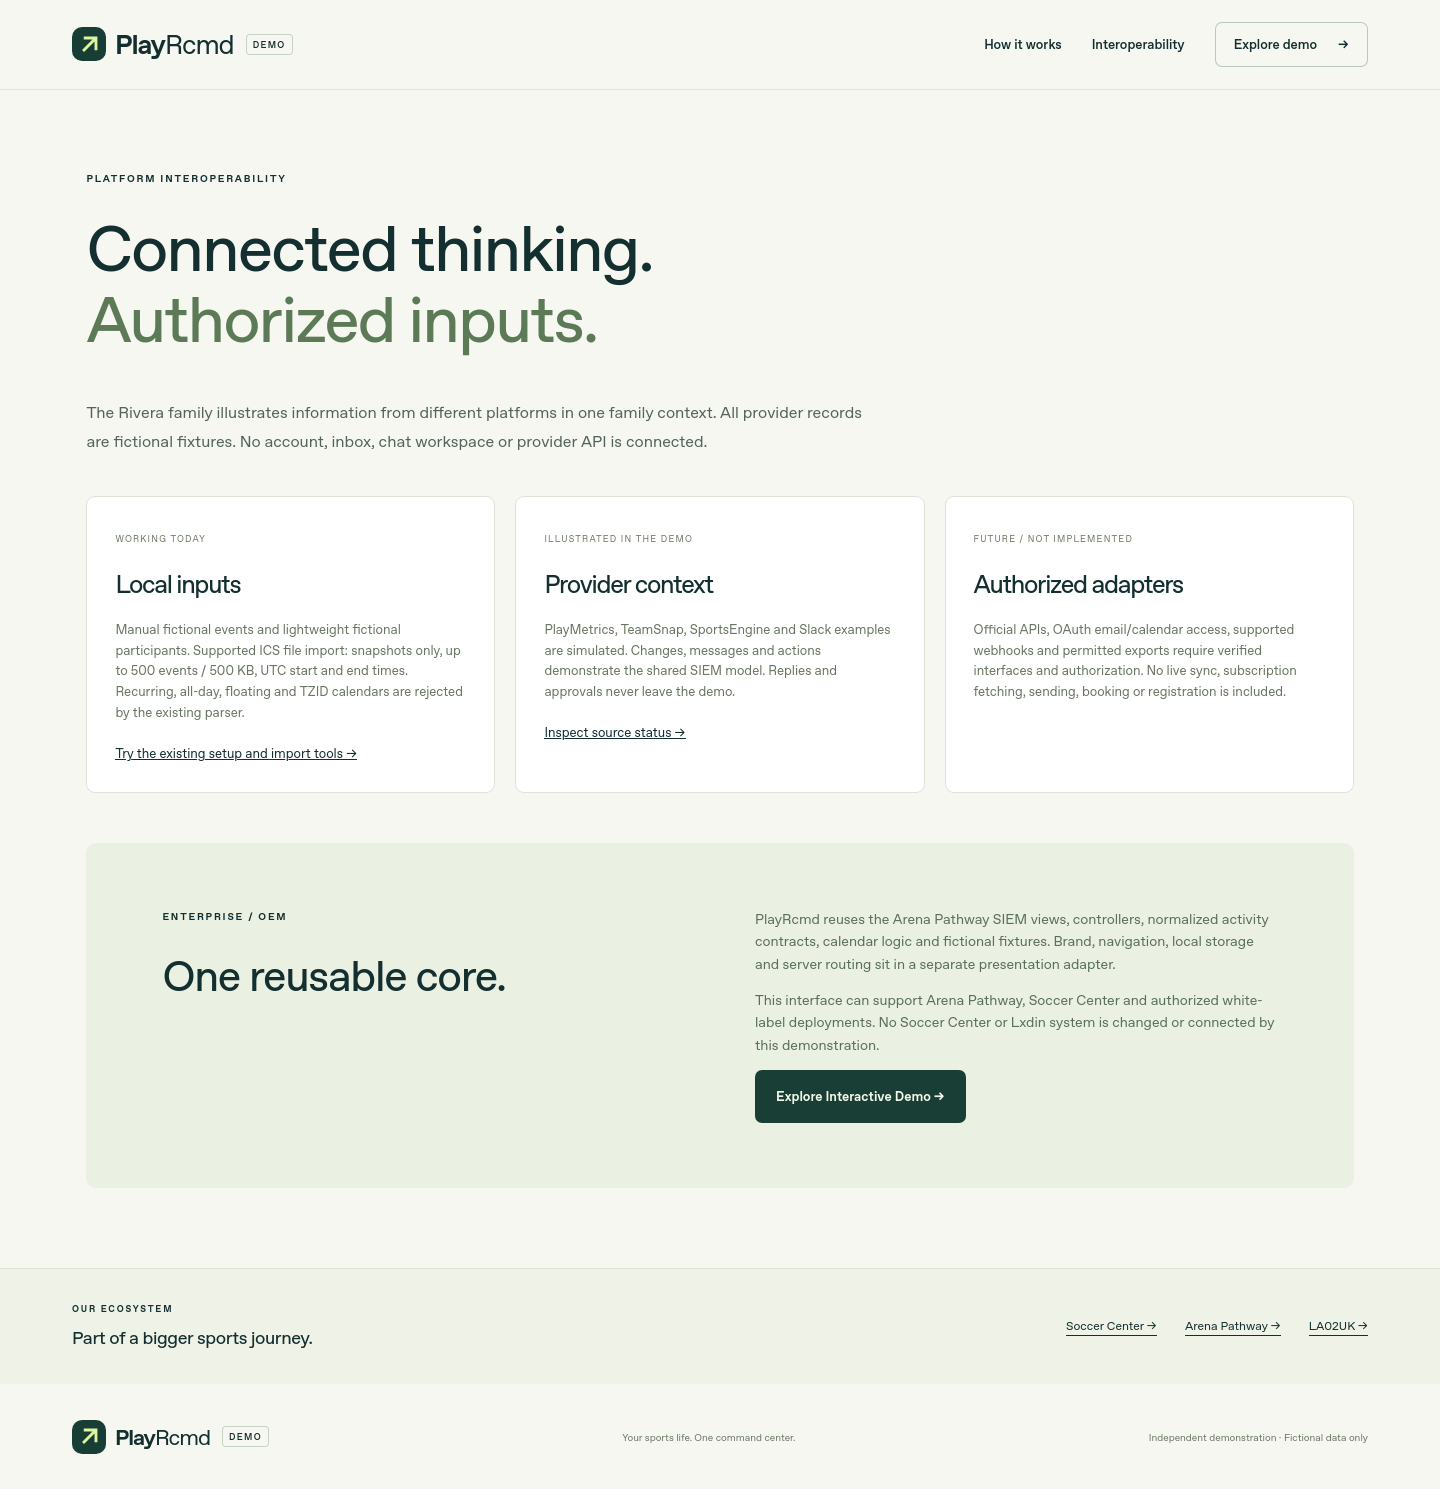 PlayRcmd DEMO
How it works Interoperability Explore demo →
PLATFORM INTEROPERABILITY
Connected thinking.
Authorized inputs.
The Rivera family illustrates information from different platforms in one family context. All provider records
are fictional fixtures. No account, inbox, chat workspace or provider API is connected.
WORKING TODAY
Local inputs
Manual fictional events and lightweight fictional
participants. Supported ICS file import: snapshots only, up
to 500 events / 500 KB, UTC start and end times.
Recurring, all-day, floating and TZID calendars are rejected
by the existing parser.
Try the existing setup and import tools →
ILLUSTRATED IN THE DEMO
Provider context
PlayMetrics, TeamSnap, SportsEngine and Slack examples
are simulated. Changes, messages and actions
demonstrate the shared SIEM model. Replies and
approvals never leave the demo.
Inspect source status →
FUTURE / NOT IMPLEMENTED
Authorized adapters
Official APIs, OAuth email/calendar access, supported
webhooks and permitted exports require verified
interfaces and authorization. No live sync, subscription
fetching, sending, booking or registration is included.
ENTERPRISE / OEM
One reusable core.
PlayRcmd reuses the Arena Pathway SIEM views, controllers, normalized activity
contracts, calendar logic and fictional fixtures. Brand, navigation, local storage
and server routing sit in a separate presentation adapter.
This interface can support Arena Pathway, Soccer Center and authorized white-
label deployments. No Soccer Center or Lxdin system is changed or connected by
this demonstration.
Explore Interactive Demo →
OUR ECOSYSTEM
Part of a bigger sports journey.
Soccer Center → Arena Pathway → LA02UK →
PlayRcmd DEMO
Your sports life. One command center.
Independent demonstration · Fictional data only